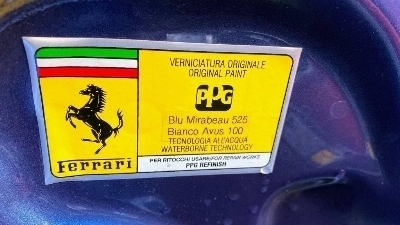 VERNICIATURA ORIGINALE
ORIGINAL PAINT
PPG
Blu Mirabeau 525
Bianco Avus 100
TECNOLOGIA ALL'ACQUA
WATERBORNE TECHNOLOGY
Ferrari
PER RITOCCHI USARE/FOR REPAIR WORKS
PPG REFINISH